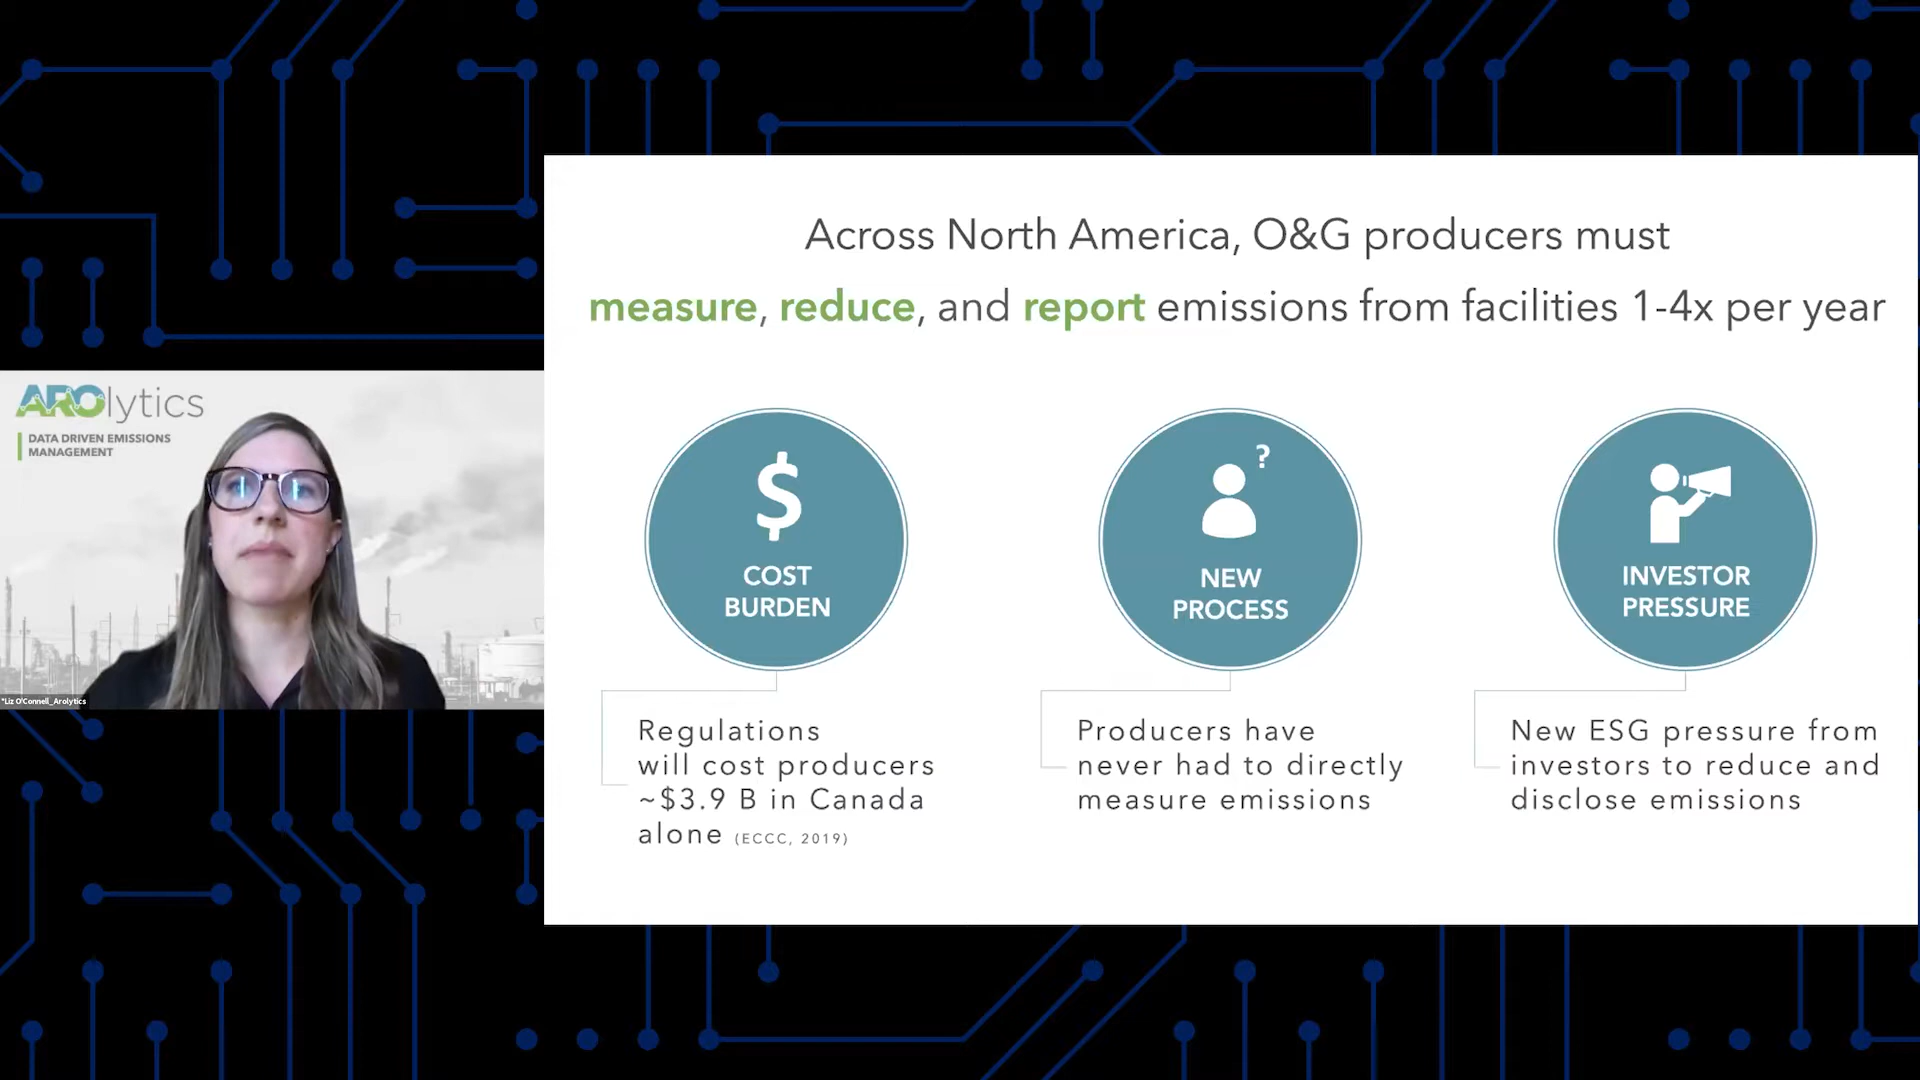 Across North America, O&G producers must
measure, reduce, and report emissions from facilities 1-4x per year
AROlytics
DATA DRIVEN EMISSIONS
MANAGEMENT
*Liz O'Connell_Arolytics
$
COST
BURDEN
Regulations
will cost producers
~$3.9 B in Canada
alone (ECCC, 2019)
?
NEW
PROCESS
Producers have
never had to directly
measure emissions
INVESTOR
PRESSURE
New ESG pressure from
investors to reduce and
disclose emissions